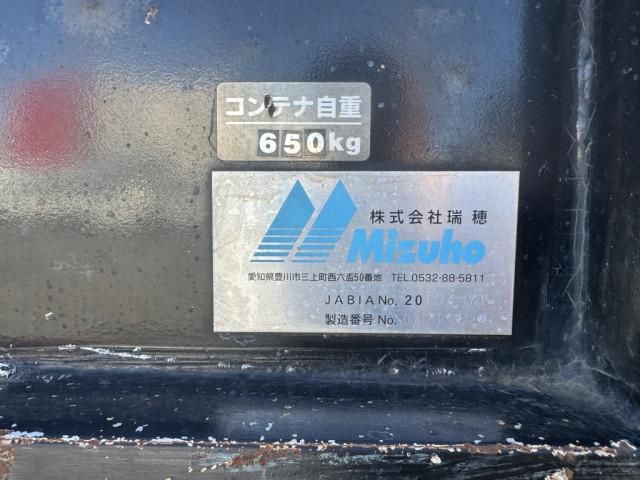 コンテナ自重
650kg
株式会社瑞穂
Mizuho
愛知県豊川市三上町西六盃50番地 TEL.0532-88-5811
JABIA No. 20
製造番号 No.